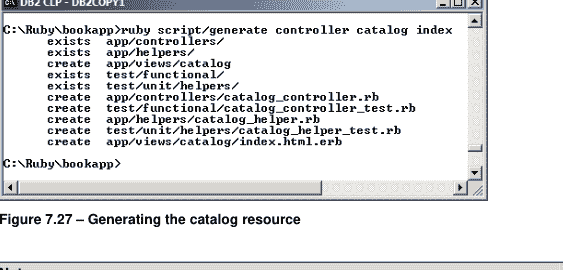 DB2 CLP - DB2COPY1
C:\Ruby\bookapp>ruby script/generate controller catalog index
exists  app/controllers/
exists  app/helpers/
create  app/views/catalog
exists  test/functional/
exists  test/unit/helpers/
create  app/controllers/catalog_controller.rb
create  test/functional/catalog_controller_test.rb
create  app/helpers/catalog_helper.rb
create  test/unit/helpers/catalog_helper_test.rb
create  app/views/catalog/index.html.erb
C:\Ruby\bookapp>
Figure 7.27 – Generating the catalog resource